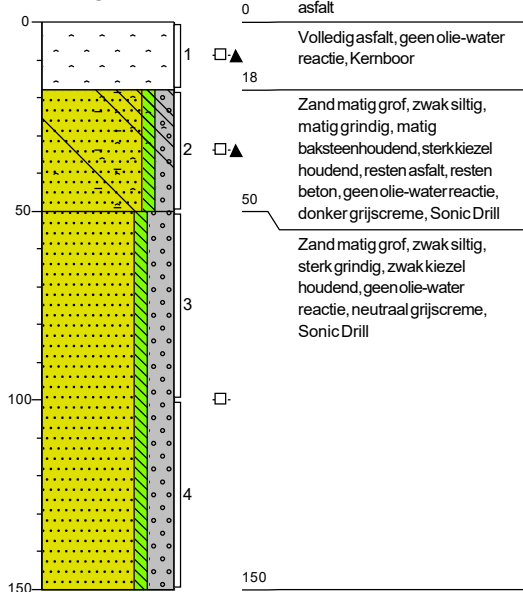 0
asfalt
0
Volledig asfalt, geen olie-water
reactie, Kernboor
1
18
Zand matig grof, zwak siltig,
matig grindig, matig
baksteenhoudend, sterk kiezel
houdend, resten asfalt, resten
beton, geen olie-water reactie,
donker grijscreme, Sonic Drill
2
50
50
Zand matig grof, zwak siltig,
sterk grindig, zwak kiezel
houdend, geen olie-water
reactie, neutraal grijscreme,
Sonic Drill
3
100
4
150
150